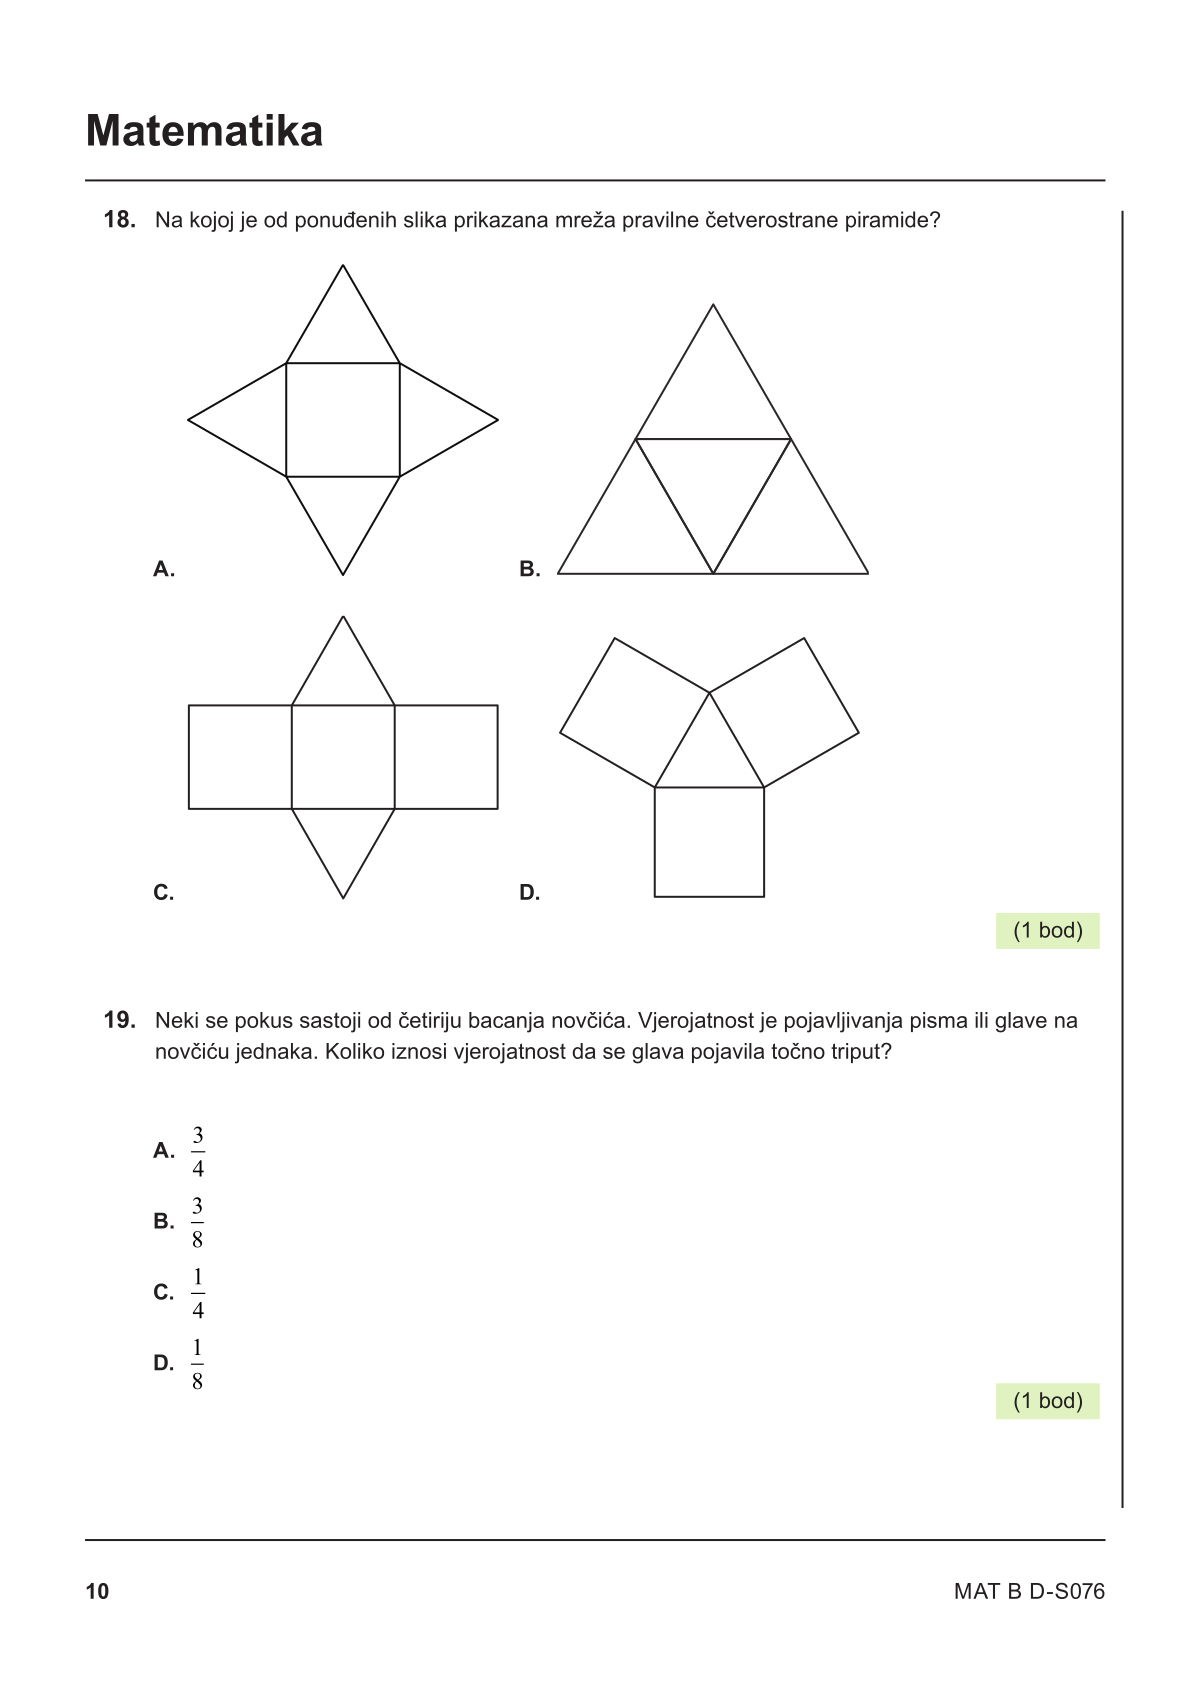 Matematika
18. Na kojoj je od ponuđenih slika prikazana mreža pravilne četverostrane piramide?
A.
B.
C.
D.
(1 bod)
19. Neki se pokus sastoji od četiriju bacanja novčića. Vjerojatnost je pojavljivanja pisma ili glave na
novčiću jednaka. Koliko iznosi vjerojatnost da se glava pojavila točno triput?
A. 3/4
B. 3/8
C. 1/4
D. 1/8
(1 bod)
10
MAT B D-S076